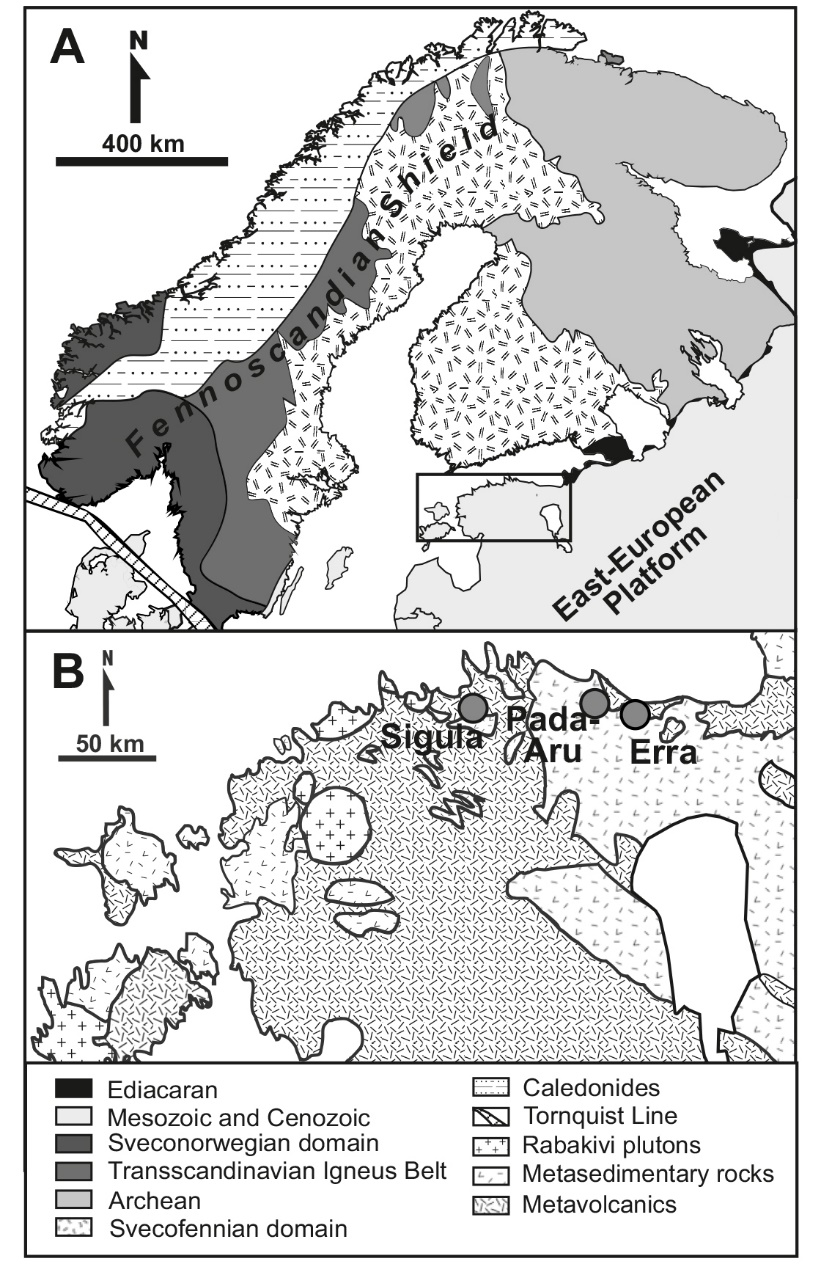 A
N
400 km
Fennoscandian Shield
East-European
Platform
B
N
50 km
Sigula
Pada-
Aru
Erra
Ediacaran
Mesozoic and Cenozoic
Sveconorwegian domain
Transscandinavian Igneus Belt
Archean
Svecofennian domain
Caledonides
Tornquist Line
Rabakivi plutons
Metasedimentary rocks
Metavolcanics